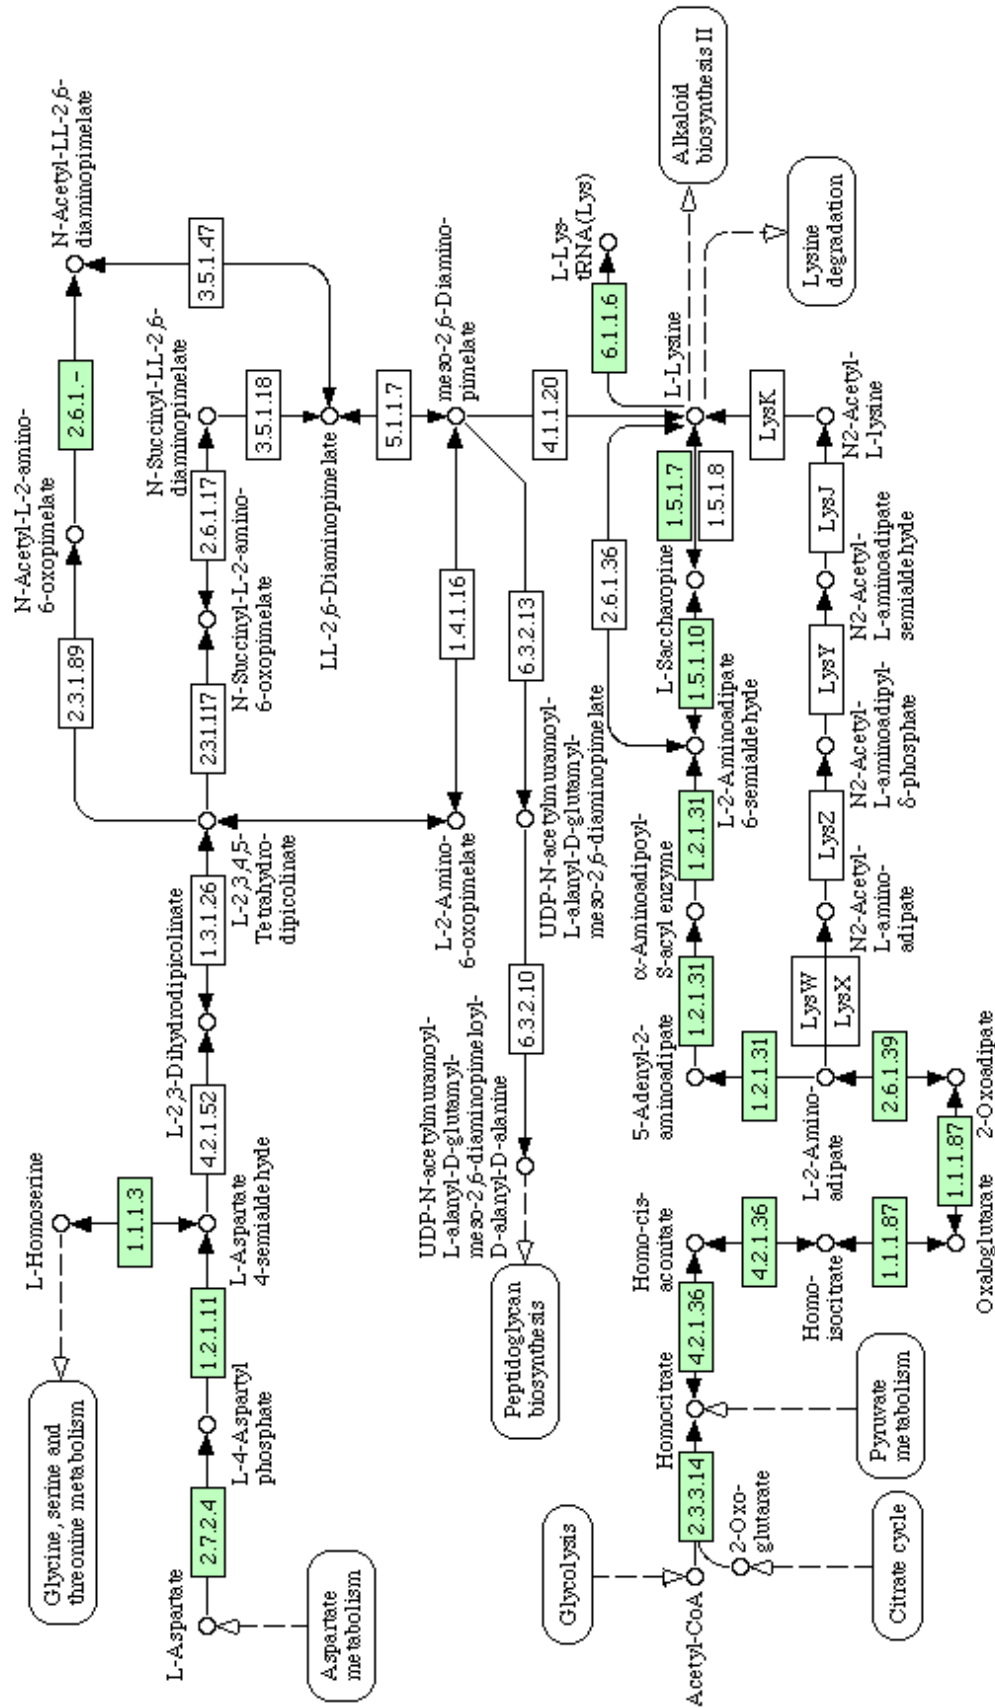 Glycine, serine and
threonine metabolism
L-Homoserine
1.1.1.3
L-Aspartate
2.7.2.4
L-4-Aspartyl
phosphate
1.2.1.11
L-Aspartate
4-semialdehyde
4.2.1.52
L-2,3-Dihydrodipicolinate
1.3.1.26
L-2,3,4,5-
Tetrahydro-
dipicolinate
Aspartate
metabolism
2.3.1.89
N-Acetyl-L-2-amino-
6-oxopimelate
2.6.1.-
N-Acetyl-LL-2,6-
diaminopimelate
3.5.1.47
2.3.1.117
N-Succinyl-L-2-amino-
6-oxopimelate
2.6.1.17
N-Succinyl-LL-2,6-
diaminopimelate
3.5.1.18
LL-2,6-Diaminopimelate
5.1.1.7
L-2-Amino-
6-oxopimelate
1.4.1.16
meso-2,6-Diamino-
pimelate
Peptidoglycan
biosynthesis
UDP-N-acetylmuramoyl-
L-alanyl-D-glutamyl-
meso-2,6-diaminopimeloyl-
D-alanyl-D-alanine
6.3.2.10
UDP-N-acetylmuramoyl-
L-alanyl-D-glutamyl-
meso-2,6-diaminopimelate
6.3.2.13
4.1.1.20
L-Lys-
tRNA(Lys)
6.1.1.6
2.6.1.36
Glycolysis
Acetyl-CoA
2.3.3.14
2-Oxo-
glutarate
Citrate cycle
Homocitrate
Pyruvate
metabolism
4.2.1.36
Homo-cis-
aconitate
4.2.1.36
Homo-
isocitrate
1.1.1.87
Oxaloglutarate
1.1.1.87
2-Oxoadipate
2.6.1.39
L-2-Amino-
adipate
1.2.1.31
5-Adenyl-2-
aminoadipate
1.2.1.31
α-Aminoadipoyl-
S-acyl enzyme
1.2.1.31
L-2-Aminoadipate
6-semialdehyde
1.5.1.10
L-Saccharopine
1.5.1.7
1.5.1.8
L-Lysine
Alkaloid
biosynthesis II
Lysine
degradation
LysW
LysX
N2-Acetyl-
L-amino-
adipate
LysZ
N2-Acetyl-
L-aminoadipyl-
δ-phosphate
LysY
N2-Acetyl-
L-aminoadipate
semialdehyde
LysJ
N2-Acetyl-
L-lysine
LysK